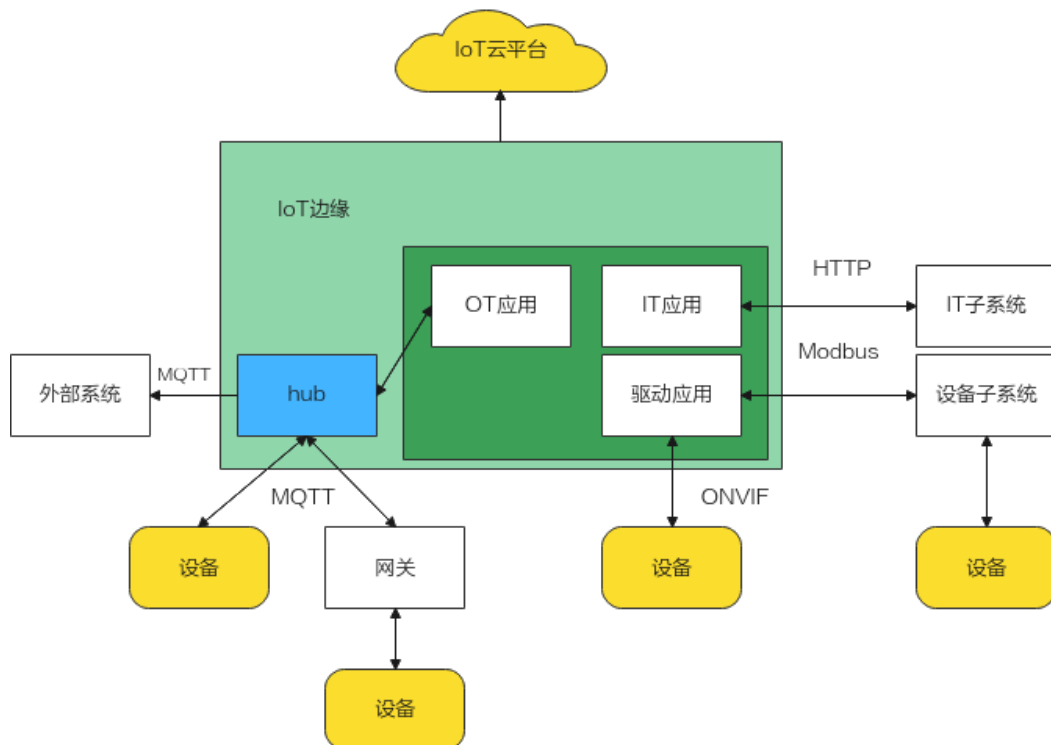 IoT云平台
IoT边缘
HTTP
OT应用
IT应用
IT子系统
Modbus
MQTT
外部系统
hub
驱动应用
设备子系统
MQTT
ONVIF
设备
网关
设备
设备
设备